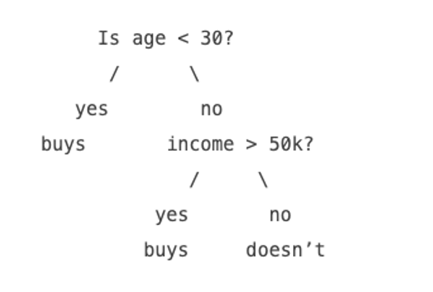 Is age < 30?
/ \
yes no
buys income > 50k?
/ \
yes no
buys doesn’t